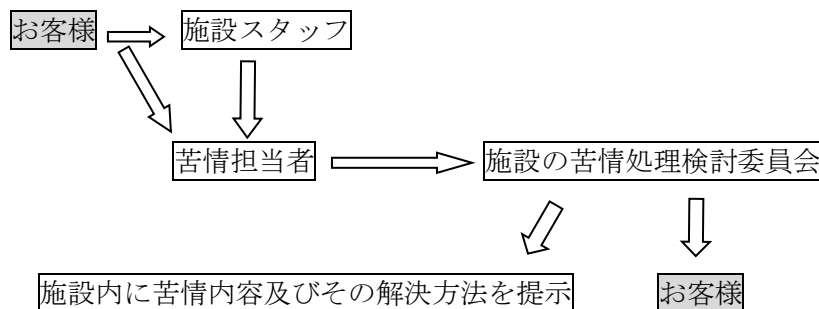 お客様 施設スタッフ
苦情担当者 施設の苦情処理検討委員会
施設内に苦情内容及びその解決方法を提示 お客様